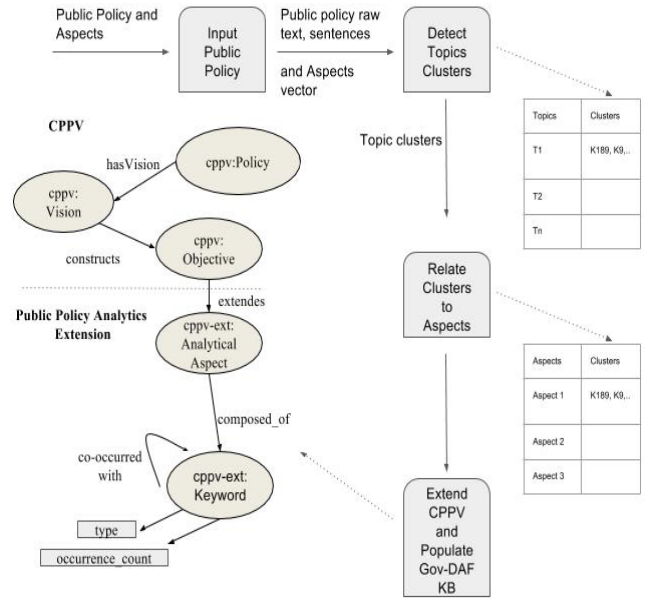 Public Policy and
Aspects
Input
Public
Policy
Public policy raw
text, sentences
and Aspects
vector
Detect
Topics
Clusters
Topics Clusters
T1 K189, K9,..
T2
Tn
Topic clusters
CPPV
cppv:Policy
hasVision
cppv:
Vision
constructs
cppv:
Objective
extendes
Public Policy Analytics
Extension
cppv-ext:
Analytical
Aspect
composed_of
co-occurred
with
cppv-ext:
Keyword
type
occurrence_count
Relate
Clusters
to
Aspects
Aspects Clusters
Aspect 1 K189, K9,..
Aspect 2
Aspect 3
Extend
CPPV
and
Populate
Gov-DAF
KB